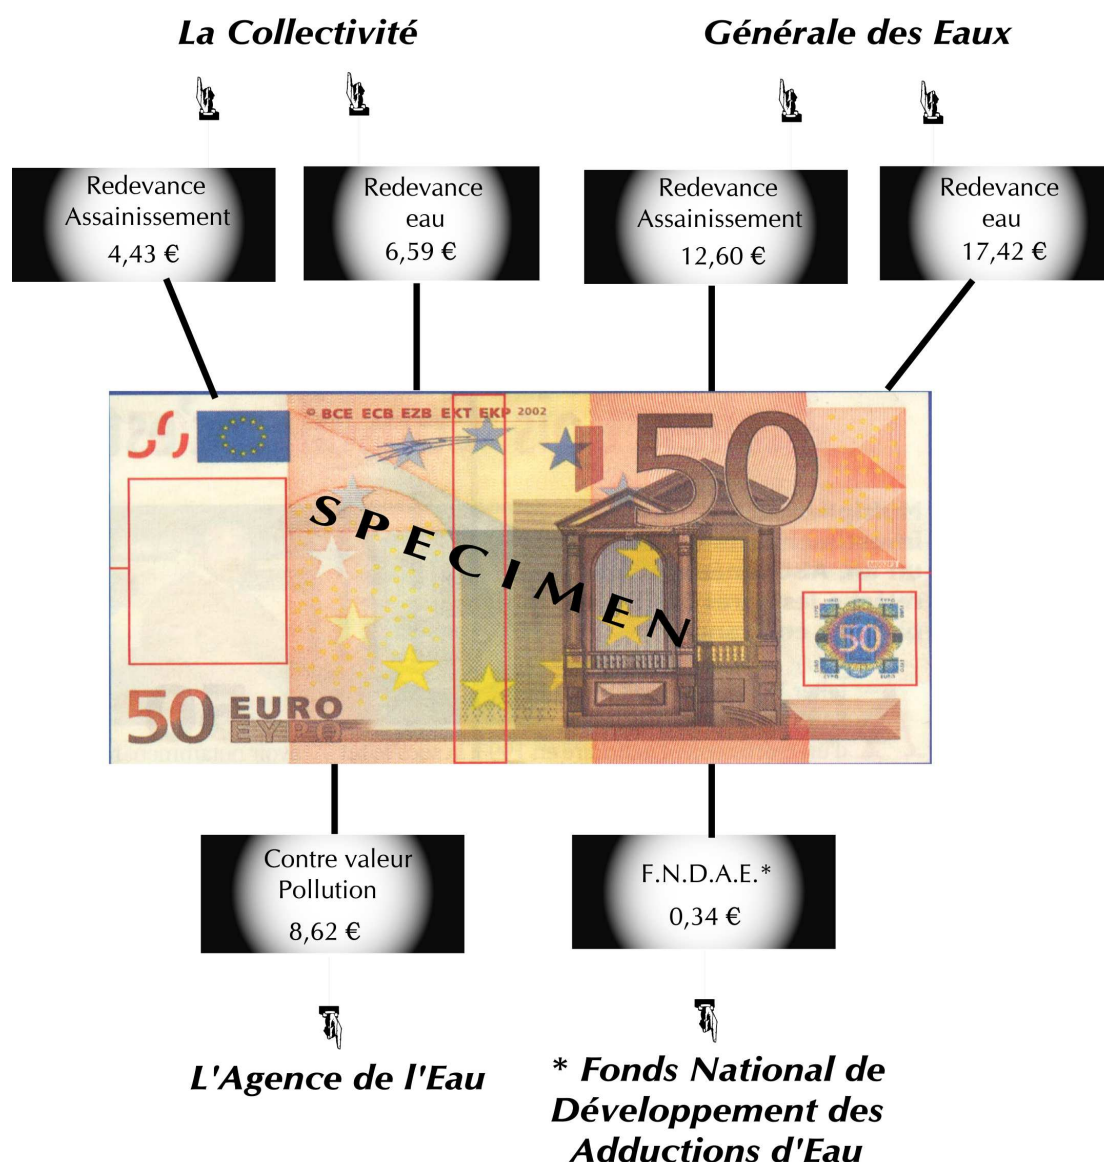 La Collectivité
Générale des Eaux
Redevance
Assainissement
4,43 €
Redevance
eau
6,59 €
Redevance
Assainissement
12,60 €
Redevance
eau
17,42 €
© BCE ECB EZB EKT EKP 2002
50
SPECIMEN
50
50 EURO
ΕΥΡΩ
Contre valeur
Pollution
8,62 €
F.N.D.A.E.*
0,34 €
L'Agence de l'Eau
* Fonds National de
Développement des
Adductions d'Eau